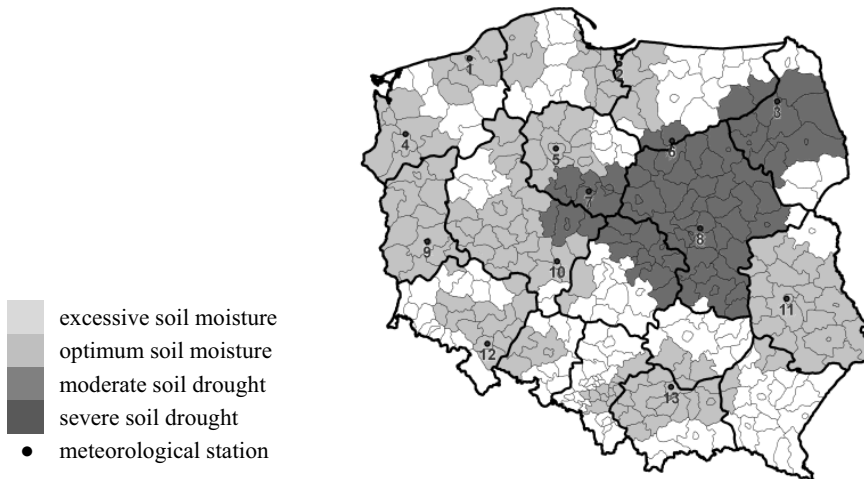 1
2
3
4
5
6
7
8
9
10
11
12
13
excessive soil moisture
optimum soil moisture
moderate soil drought
severe soil drought
meteorological station